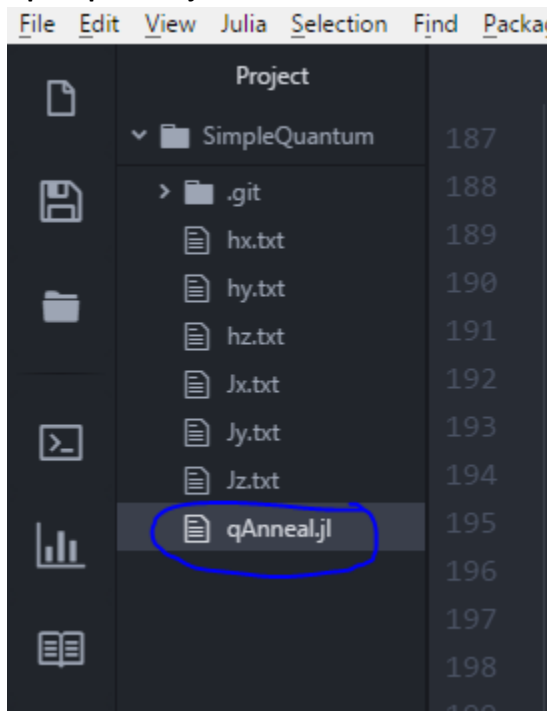 File Edit View Julia Selection Find Packa
Project
SimpleQuantum
.git
hx.txt
hy.txt
hz.txt
Jx.txt
Jy.txt
Jz.txt
qAnneal.jl
187
188
189
190
191
192
193
194
195
196
197
198